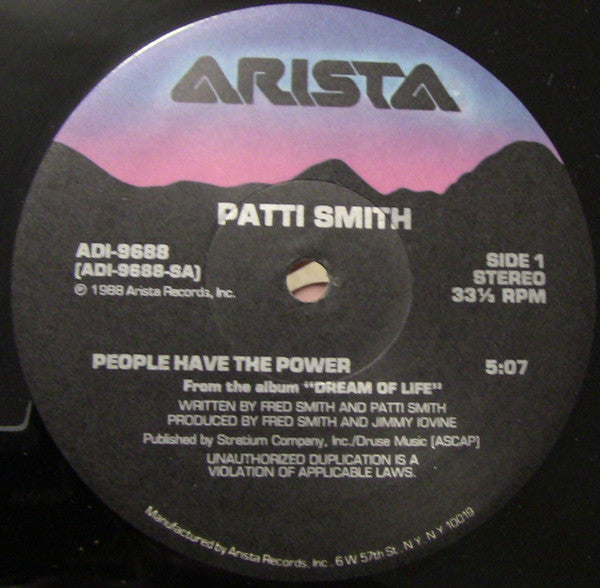 ARISTA
PATTI SMITH
ADI-9688
(ADI-9688-SA)
℗ 1988 Arista Records, Inc.
SIDE 1
STEREO
33⅓ RPM
PEOPLE HAVE THE POWER 5:07
From the album "DREAM OF LIFE"
WRITTEN BY FRED SMITH AND PATTI SMITH
PRODUCED BY FRED SMITH AND JIMMY IOVINE
Published by Stratium Company, Inc./Druse Music (ASCAP)
UNAUTHORIZED DUPLICATION IS A
VIOLATION OF APPLICABLE LAWS.
Manufactured by Arista Records, Inc. 6 W 57th St. N.Y. N.Y 10019